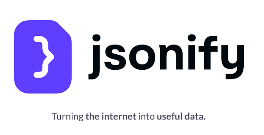 jsonify
Turning the internet into useful data.